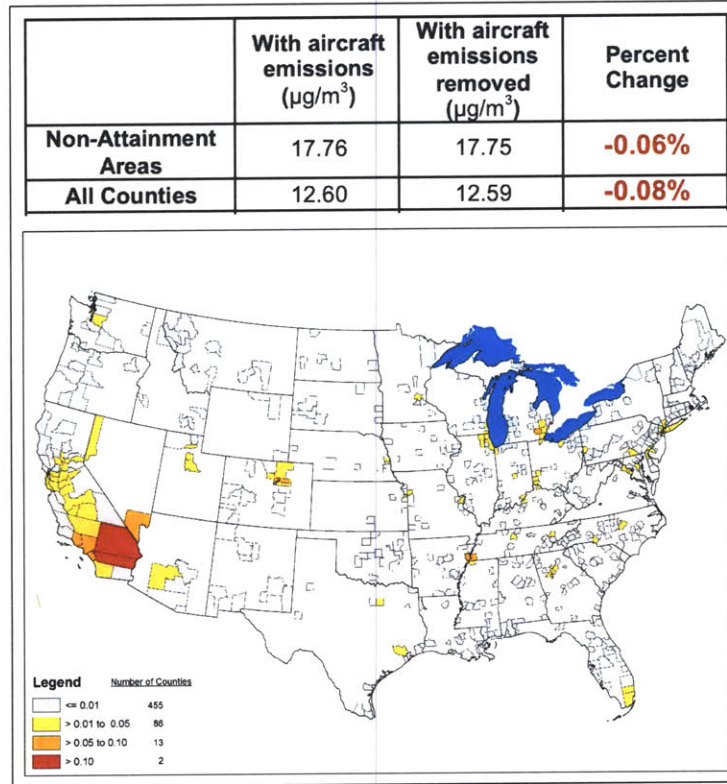 With aircraft emissions (µg/m³)
With aircraft emissions removed (µg/m³)
Percent Change
Non-Attainment Areas
17.76
17.75
-0.06%
All Counties
12.60
12.59
-0.08%
Legend
Number of Counties
<= 0.01 455
> 0.01 to 0.05 86
> 0.05 to 0.10 13
> 0.10 2